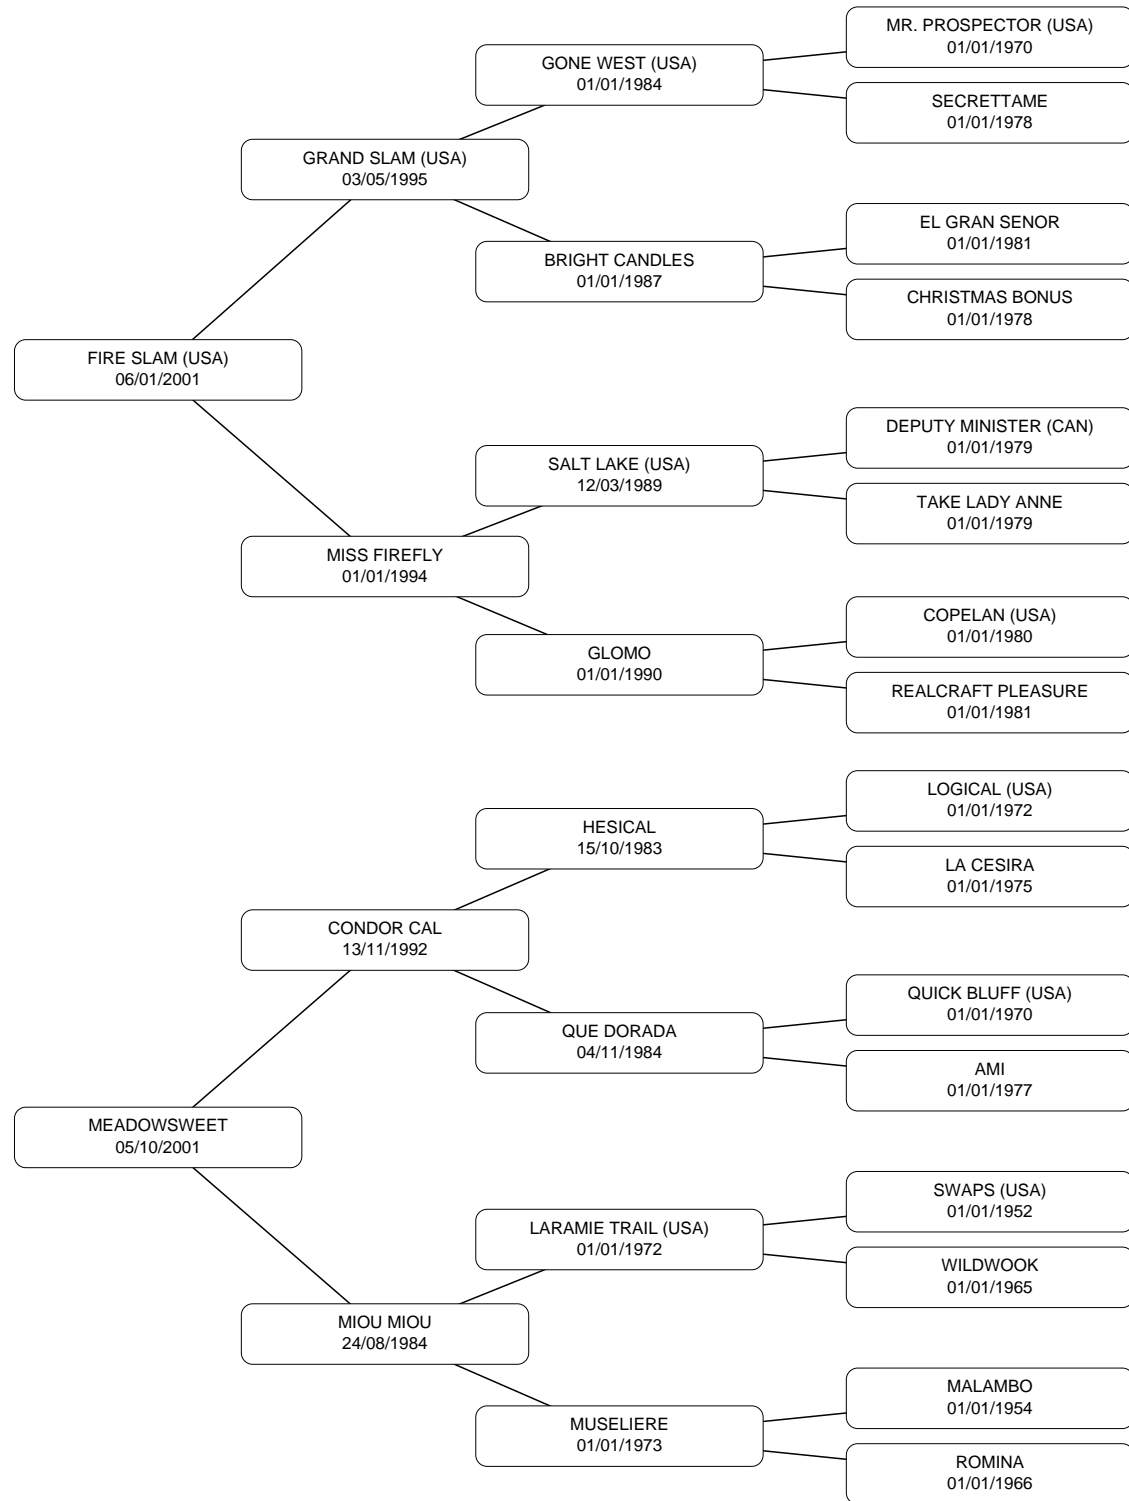 MR. PROSPECTOR (USA)
01/01/1970
GONE WEST (USA)
01/01/1984
SECRETTAME
01/01/1978
GRAND SLAM (USA)
03/05/1995
EL GRAN SENOR
01/01/1981
BRIGHT CANDLES
01/01/1987
CHRISTMAS BONUS
01/01/1978
FIRE SLAM (USA)
06/01/2001
DEPUTY MINISTER (CAN)
01/01/1979
SALT LAKE (USA)
12/03/1989
TAKE LADY ANNE
01/01/1979
MISS FIREFLY
01/01/1994
COPELAN (USA)
01/01/1980
GLOMO
01/01/1990
REALCRAFT PLEASURE
01/01/1981
LOGICAL (USA)
01/01/1972
HESICAL
15/10/1983
LA CESIRA
01/01/1975
CONDOR CAL
13/11/1992
QUICK BLUFF (USA)
01/01/1970
QUE DORADA
04/11/1984
AMI
01/01/1977
MEADOWSWEET
05/10/2001
SWAPS (USA)
01/01/1952
LARAMIE TRAIL (USA)
01/01/1972
WILDWOOK
01/01/1965
MIOU MIOU
24/08/1984
MALAMBO
01/01/1954
MUSELIERE
01/01/1973
ROMINA
01/01/1966